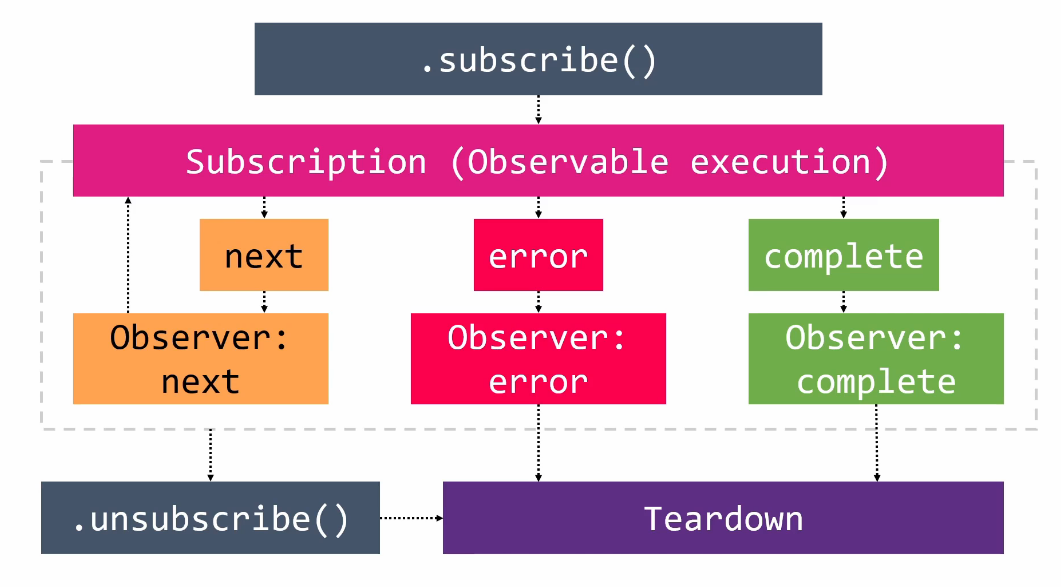 .subscribe()
Subscription (Observable execution)
next
error
complete
Observer:
next
Observer:
error
Observer:
complete
.unsubscribe()
Teardown